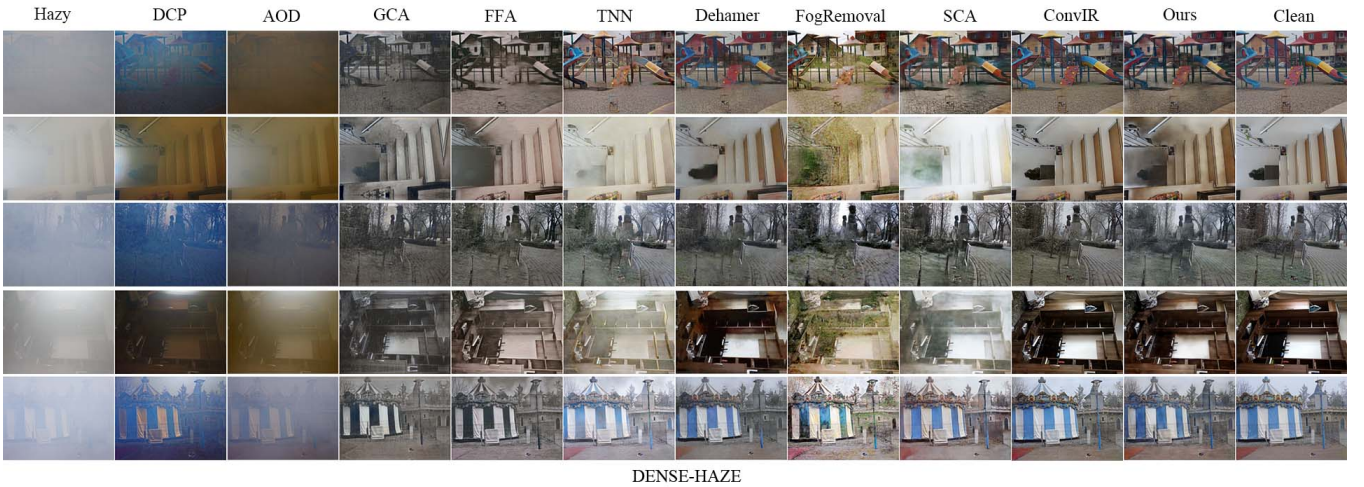 Hazy DCP AOD GCA FFA TNN Dehamer FogRemoval SCA ConvIR Ours Clean
DENSE-HAZE